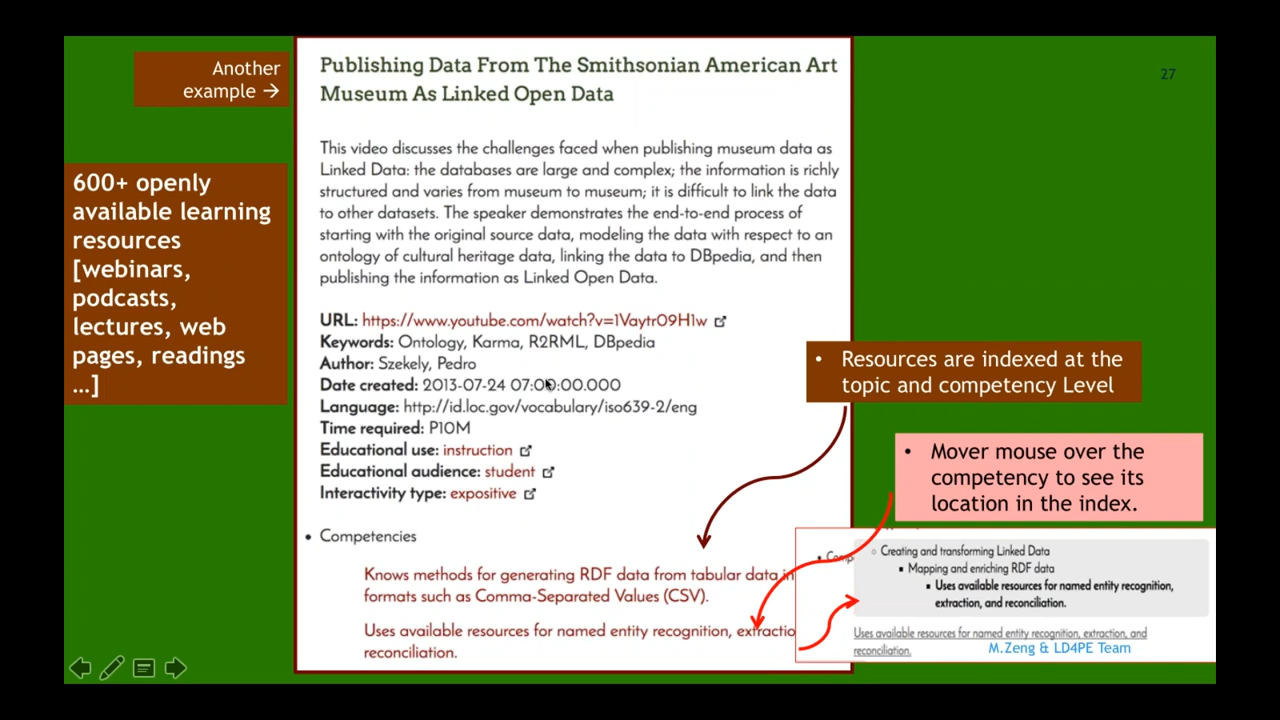 Another
example →
600+ openly
available learning
resources
[webinars,
podcasts,
lectures, web
pages, readings
…]
Publishing Data From The Smithsonian American Art
Museum As Linked Open Data
This video discusses the challenges faced when publishing museum data as
Linked Data: the databases are large and complex; the information is richly
structured and varies from museum to museum; it is difficult to link the data
to other datasets. The speaker demonstrates the end-to-end process of
starting with the original source data, modeling the data with respect to an
ontology of cultural heritage data, linking the data to DBpedia, and then
publishing the information as Linked Open Data.
URL: https://www.youtube.com/watch?v=1VaytrO9H1w
Keywords: Ontology, Karma, R2RML, DBpedia
Author: Szekely, Pedro
Date created: 2013-07-24 07:00:00.000
Language: http://id.loc.gov/vocabulary/iso639-2/eng
Time required: P10M
Educational use: instruction
Educational audience: student
Interactivity type: expositive
• Competencies
Knows methods for generating RDF data from tabular data in
formats such as Comma-Separated Values (CSV).
Uses available resources for named entity recognition, extractio
reconciliation.
27
• Resources are indexed at the
topic and competency Level
• Mover mouse over the
competency to see its
location in the index.
• Comp
○ Creating and transforming Linked Data
▪ Mapping and enriching RDF data
▪ Uses available resources for named entity recognition,
extraction, and reconciliation.
Uses available resources for named entity recognition, extraction, and
reconciliation.
M.Zeng & LD4PE Team